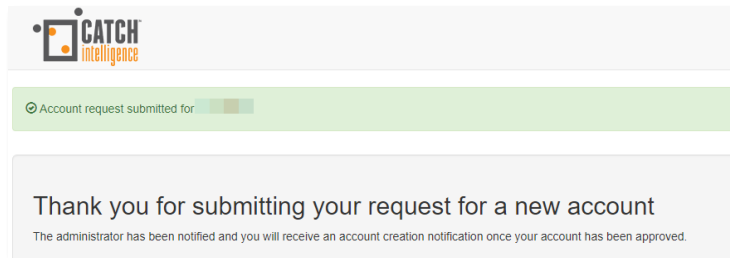 CATCH
intelligence
Account request submitted for
Thank you for submitting your request for a new account
The administrator has been notified and you will receive an account creation notification once your account has been approved.